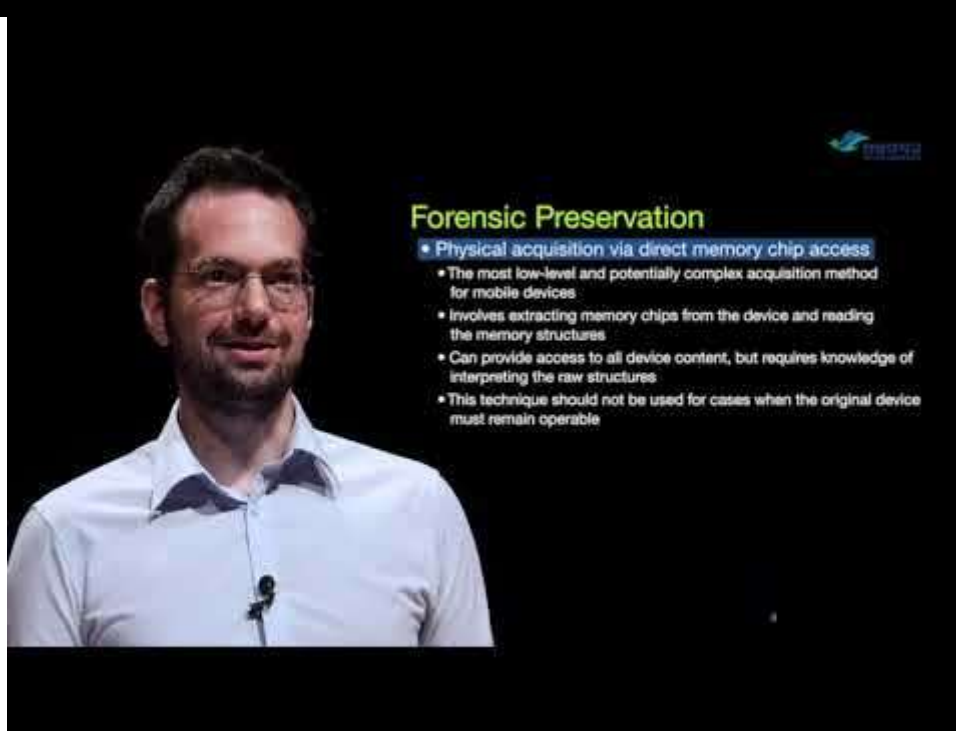 Forensic Preservation
• Physical acquisition via direct memory chip access
• The most low-level and potentially complex acquisition method
for mobile devices
• Involves extracting memory chips from the device and reading
the memory structures
• Can provide access to all device content, but requires knowledge of
interpreting the raw structures
• This technique should not be used for cases when the original device
must remain operable